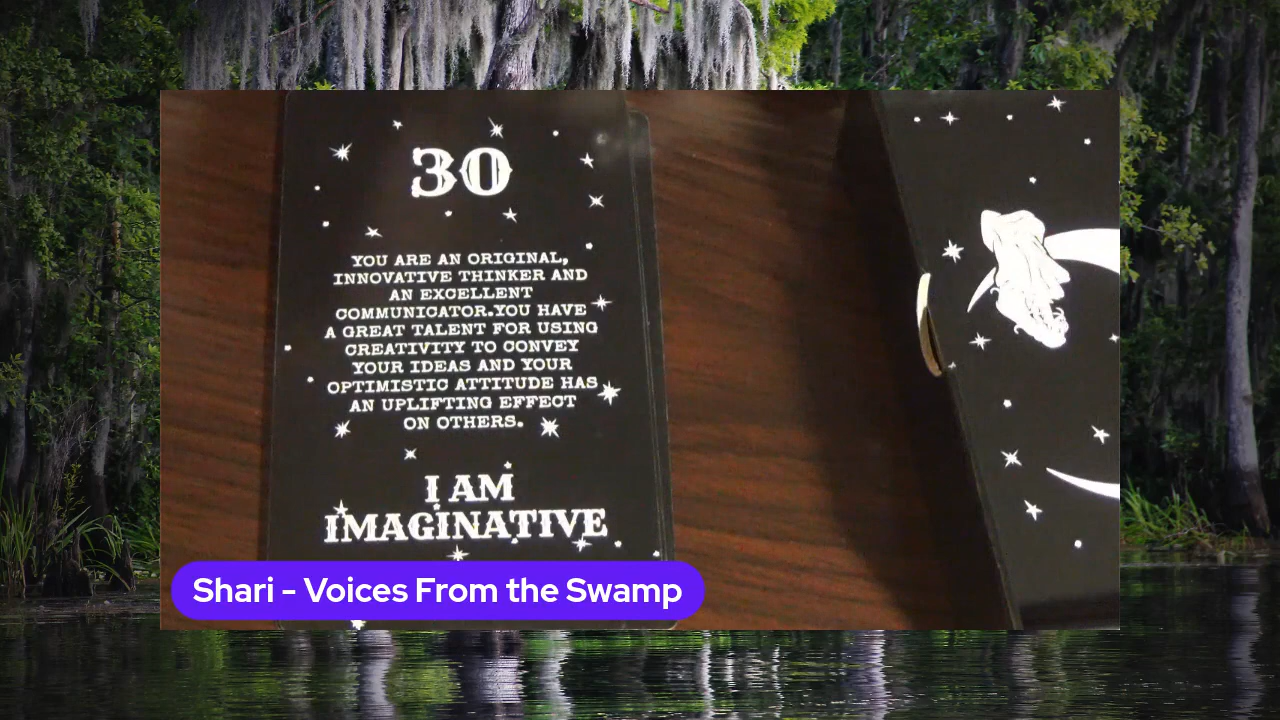 30
YOU ARE AN ORIGINAL,
INNOVATIVE THINKER AND
AN EXCELLENT
COMMUNICATOR.YOU HAVE
A GREAT TALENT FOR USING
CREATIVITY TO CONVEY
YOUR IDEAS AND YOUR
OPTIMISTIC ATTITUDE HAS
AN UPLIFTING EFFECT
ON OTHERS.
I AM
IMAGINATIVE
Shari - Voices From the Swamp